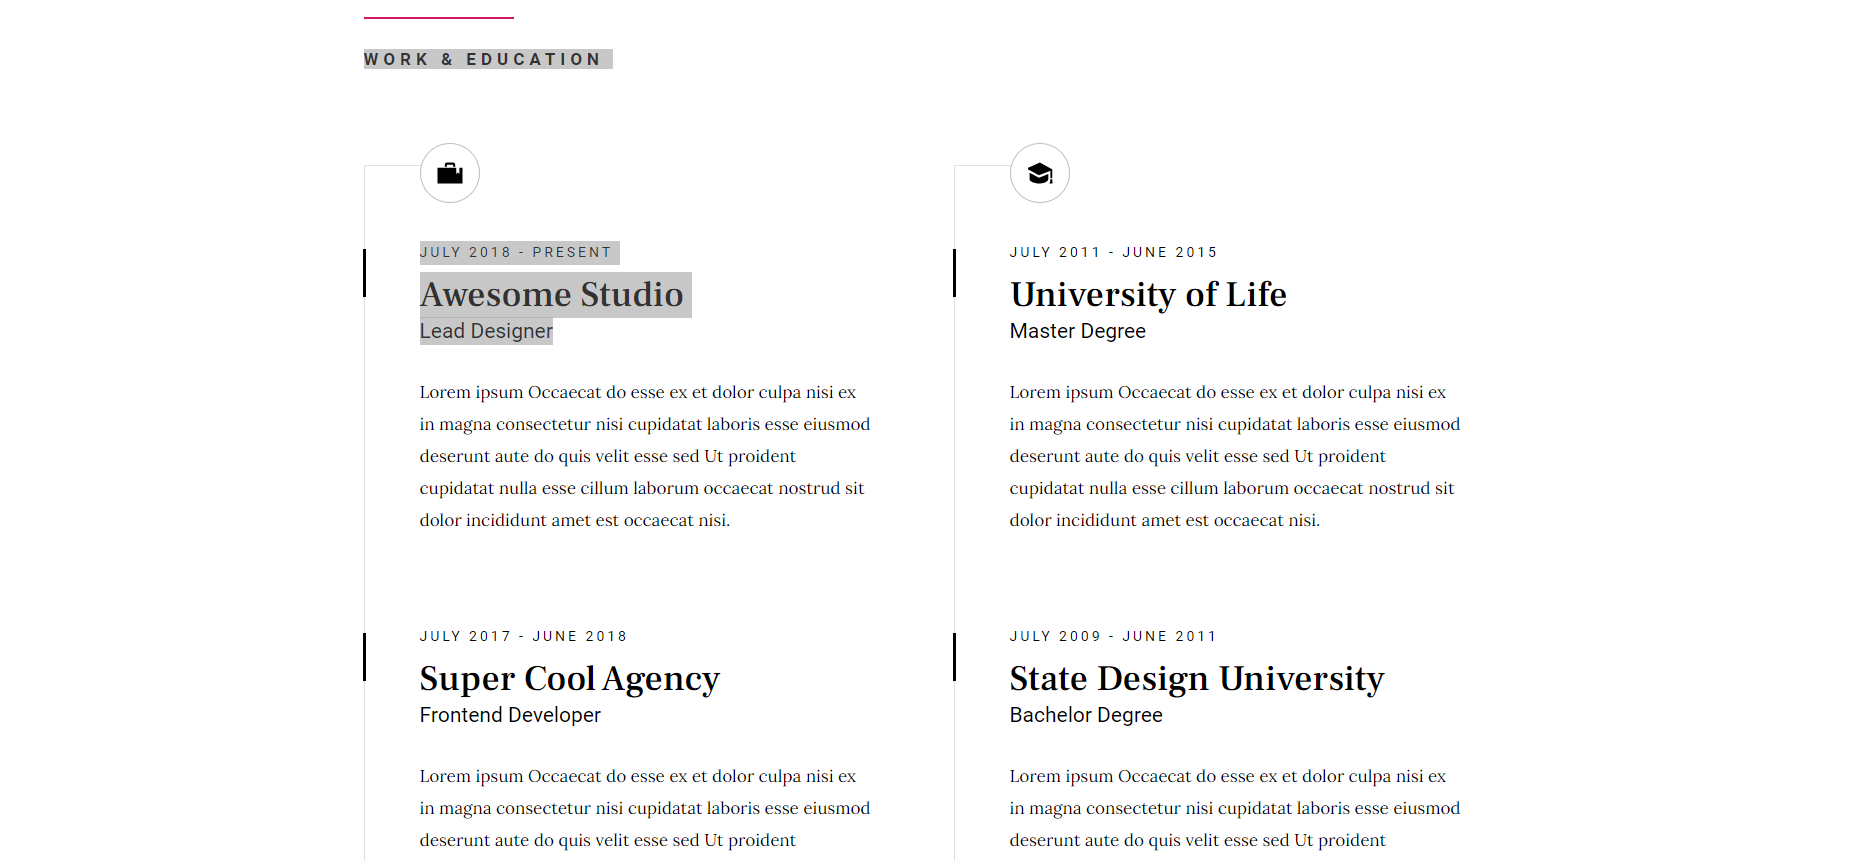 WORK & EDUCATION
JULY 2018 - PRESENT
Awesome Studio
Lead Designer
Lorem ipsum Occaecat do esse ex et dolor culpa nisi ex
in magna consectetur nisi cupidatat laboris esse eiusmod
deserunt aute do quis velit esse sed Ut proident
cupidatat nulla esse cillum laborum occaecat nostrud sit
dolor incididunt amet est occaecat nisi.
JULY 2017 - JUNE 2018
Super Cool Agency
Frontend Developer
Lorem ipsum Occaecat do esse ex et dolor culpa nisi ex
in magna consectetur nisi cupidatat laboris esse eiusmod
deserunt aute do quis velit esse sed Ut proident
JULY 2011 - JUNE 2015
University of Life
Master Degree
Lorem ipsum Occaecat do esse ex et dolor culpa nisi ex
in magna consectetur nisi cupidatat laboris esse eiusmod
deserunt aute do quis velit esse sed Ut proident
cupidatat nulla esse cillum laborum occaecat nostrud sit
dolor incididunt amet est occaecat nisi.
JULY 2009 - JUNE 2011
State Design University
Bachelor Degree
Lorem ipsum Occaecat do esse ex et dolor culpa nisi ex
in magna consectetur nisi cupidatat laboris esse eiusmod
deserunt aute do quis velit esse sed Ut proident